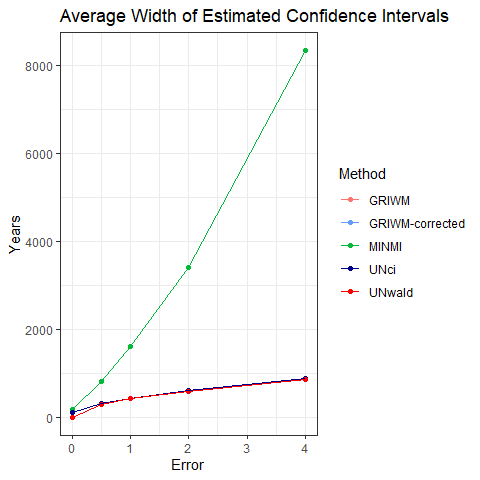 Average Width of Estimated Confidence Intervals
Years
8000
6000
4000
2000
0
0
1
2
3
4
Error
Method
GRIWM
GRIWM-corrected
MINMI
UNci
UNwald